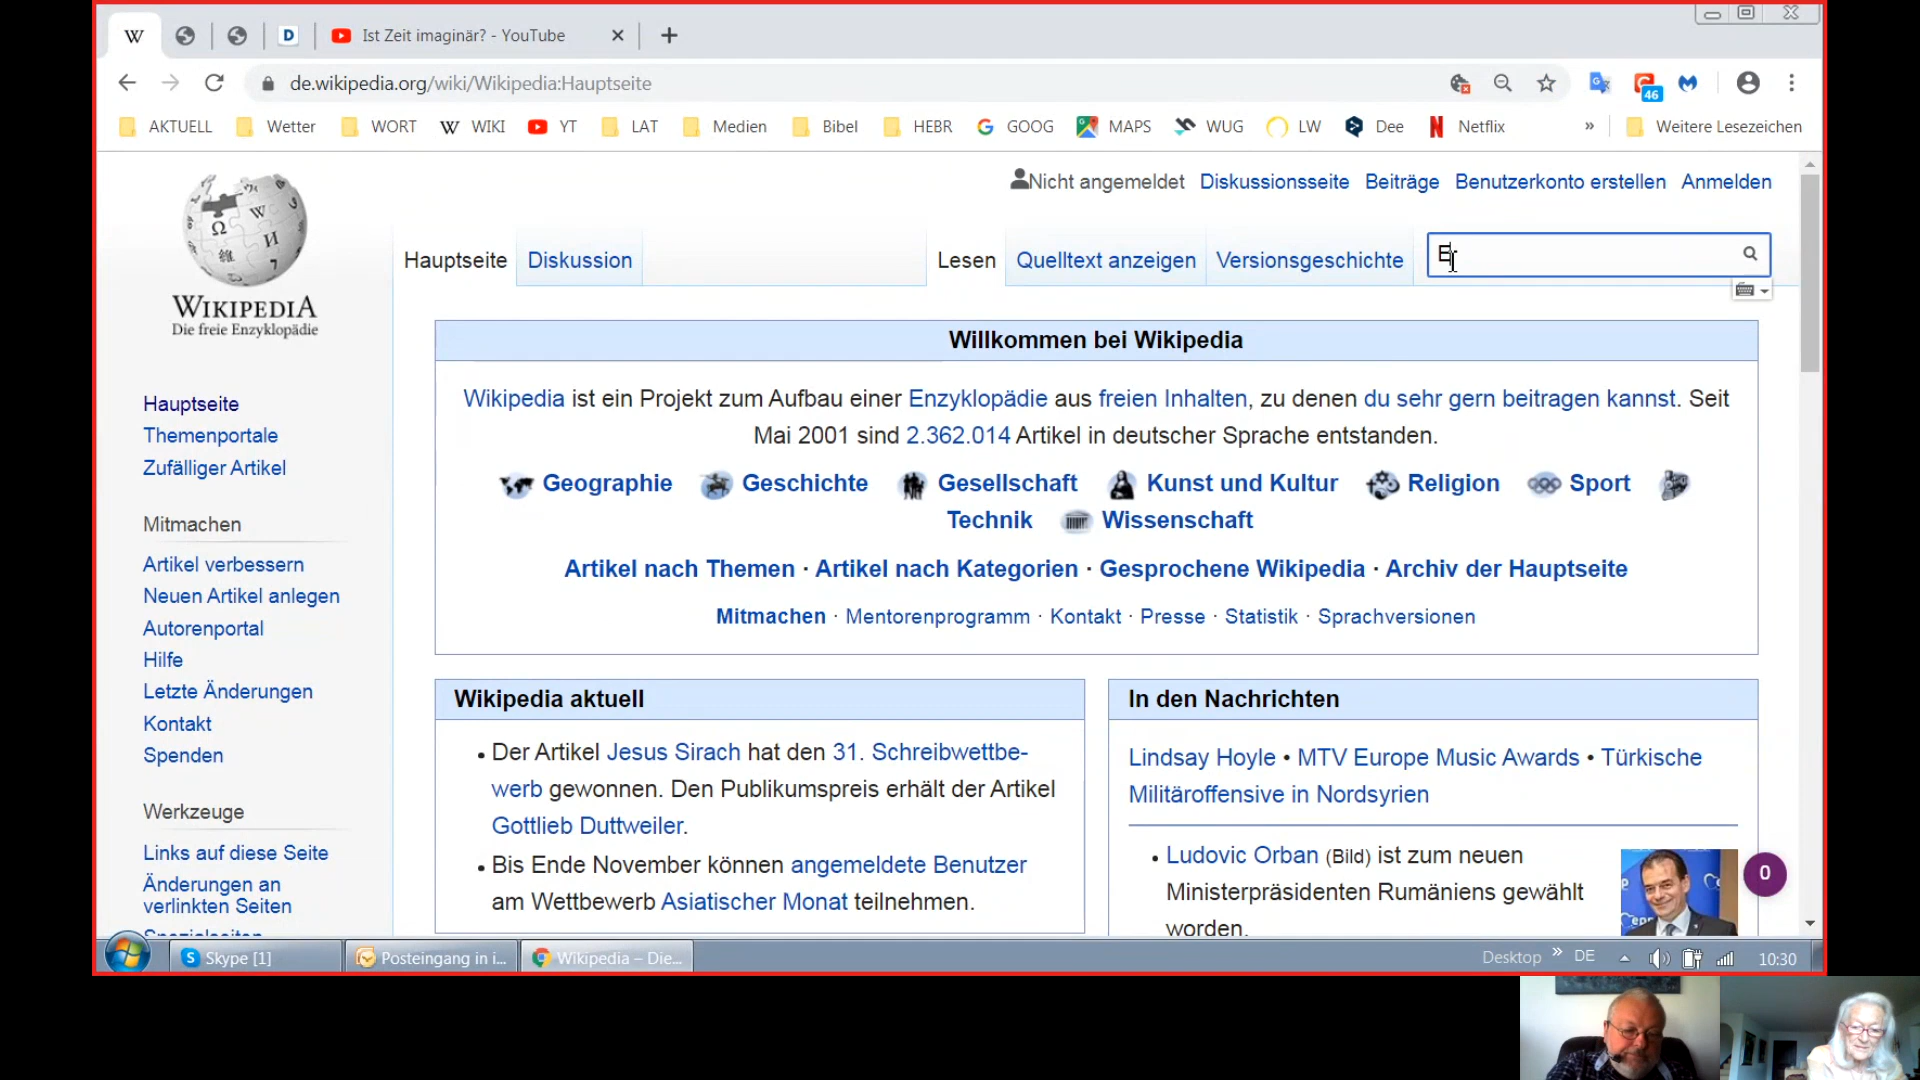 W
D
Ist Zeit imaginär? - YouTube
de.wikipedia.org/wiki/Wikipedia:Hauptseite
46
AKTUELL Wetter WORT W WIKI YT LAT Medien Bibel HEBR GOOG MAPS WUG LW Dee Netflix » Weitere Lesezeichen
Nicht angemeldet Diskussionsseite Beiträge Benutzerkonto erstellen Anmelden
WIKIPEDIA
Die freie Enzyklopädie
Hauptseite Diskussion Lesen Quelltext anzeigen Versionsgeschichte
E
Hauptseite
Themenportale
Zufälliger Artikel
Mitmachen
Artikel verbessern
Neuen Artikel anlegen
Autorenportal
Hilfe
Letzte Änderungen
Kontakt
Spenden
Werkzeuge
Links auf diese Seite
Änderungen an
verlinkten Seiten
Spezialseiten
Willkommen bei Wikipedia
Wikipedia ist ein Projekt zum Aufbau einer Enzyklopädie aus freien Inhalten, zu denen du sehr gern beitragen kannst. Seit
Mai 2001 sind 2.362.014 Artikel in deutscher Sprache entstanden.
Geographie Geschichte Gesellschaft Kunst und Kultur Religion Sport
Technik Wissenschaft
Artikel nach Themen · Artikel nach Kategorien · Gesprochene Wikipedia · Archiv der Hauptseite
Mitmachen · Mentorenprogramm · Kontakt · Presse · Statistik · Sprachversionen
Wikipedia aktuell
• Der Artikel Jesus Sirach hat den 31. Schreibwettbe-
werb gewonnen. Den Publikumspreis erhält der Artikel
Gottlieb Duttweiler.
• Bis Ende November können angemeldete Benutzer
am Wettbewerb Asiatischer Monat teilnehmen.
In den Nachrichten
Lindsay Hoyle • MTV Europe Music Awards • Türkische
Militäroffensive in Nordsyrien
• Ludovic Orban (Bild) ist zum neuen
Ministerpräsidenten Rumäniens gewählt
worden.
0
Skype [1]
Posteingang in i...
Wikipedia – Die...
Desktop » DE 10:30